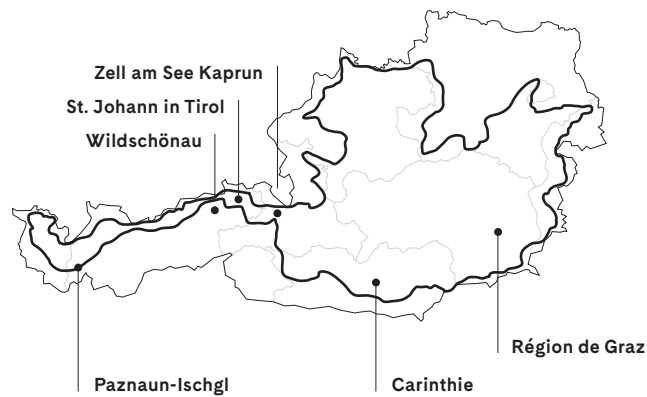 Zell am See Kaprun
St. Johann in Tirol
Wildschönau
Région de Graz
Paznaun-Ischgl
Carinthie